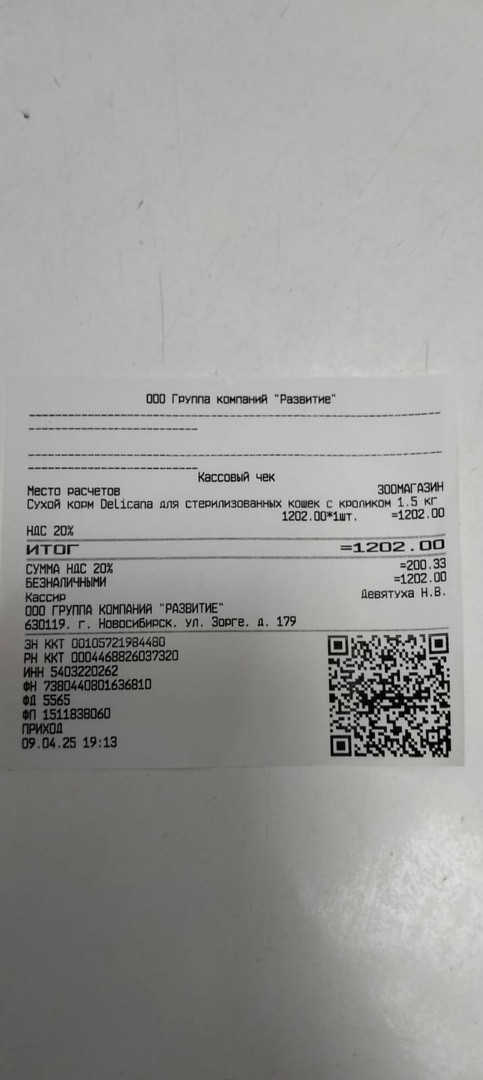 ООО Группа компаний "Развитие"
Кассовый чек
Место расчетов ЗООМАГАЗИН
Сухой корм Delicana для стерилизованных кошек с кроликом 1.5 кг
1202.00*1шт. =1202.00
НДС 20%
ИТОГ =1202.00
СУММА НДС 20% =200.33
БЕЗНАЛИЧНЫМИ =1202.00
Кассир Девятуха Н.В.
ООО ГРУППА КОМПАНИЙ "РАЗВИТИЕ"
630119. г. Новосибирск. ул. Зорге. д. 179
ЗН ККТ 00105721984480
РН ККТ 0004468826037320
ИНН 5403220262
ФН 7380440801636810
ФД 5565
ФП 1511838060
ПРИХОД
09.04.25 19:13